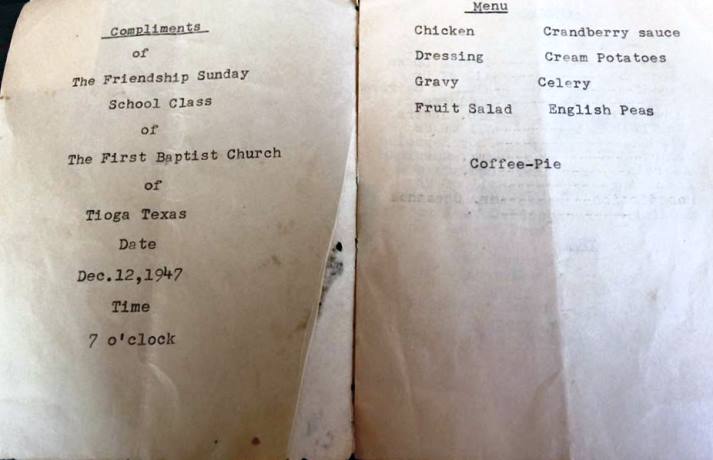 Compliments
of
The Friendship Sunday
School Class
of
The First Baptist Church
of
Tioga Texas
Date
Dec.12,1947
Time
7 o'clock
Menu
Chicken Crandberry sauce
Dressing Cream Potatoes
Gravy Celery
Fruit Salad English Peas
Coffee-Pie